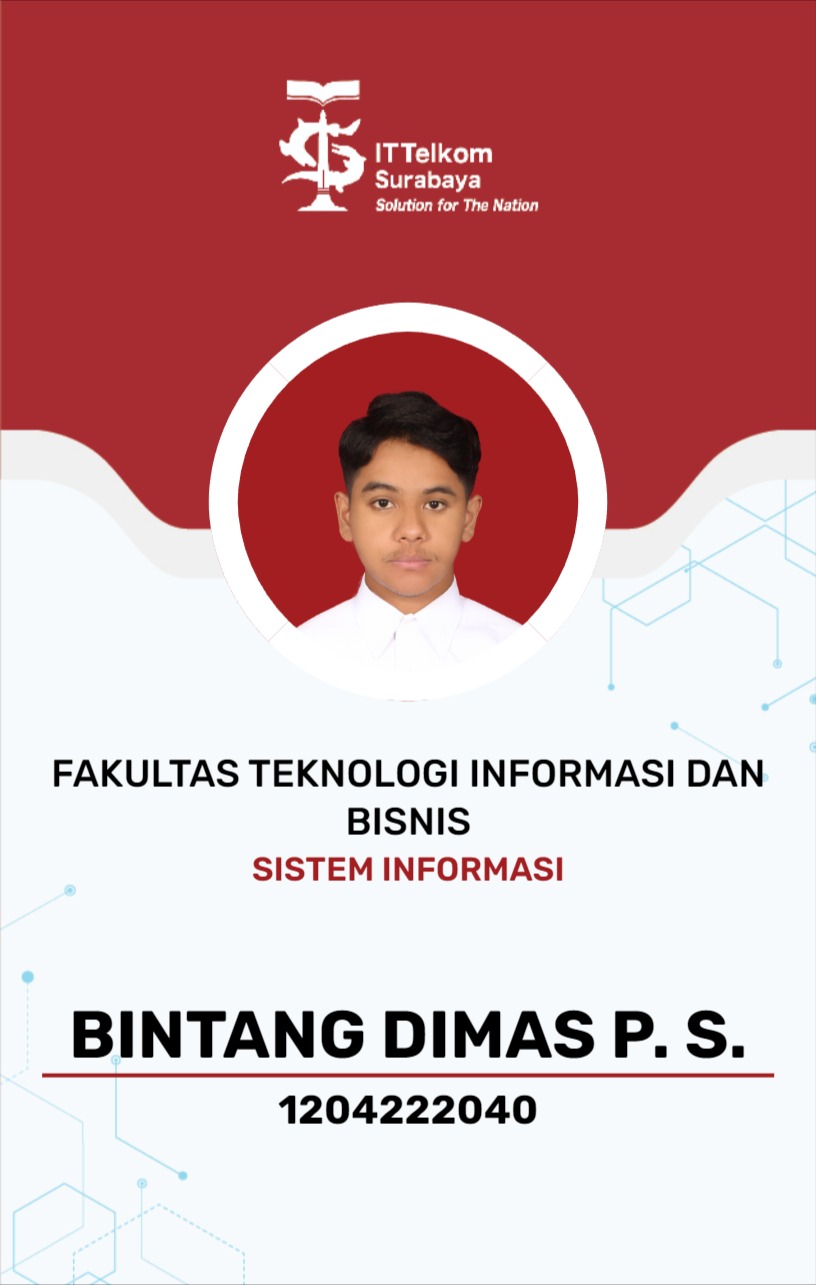 ITTelkom
Surabaya
Solution for The Nation
FAKULTAS TEKNOLOGI INFORMASI DAN
BISNIS
SISTEM INFORMASI
BINTANG DIMAS P. S.
1204222040